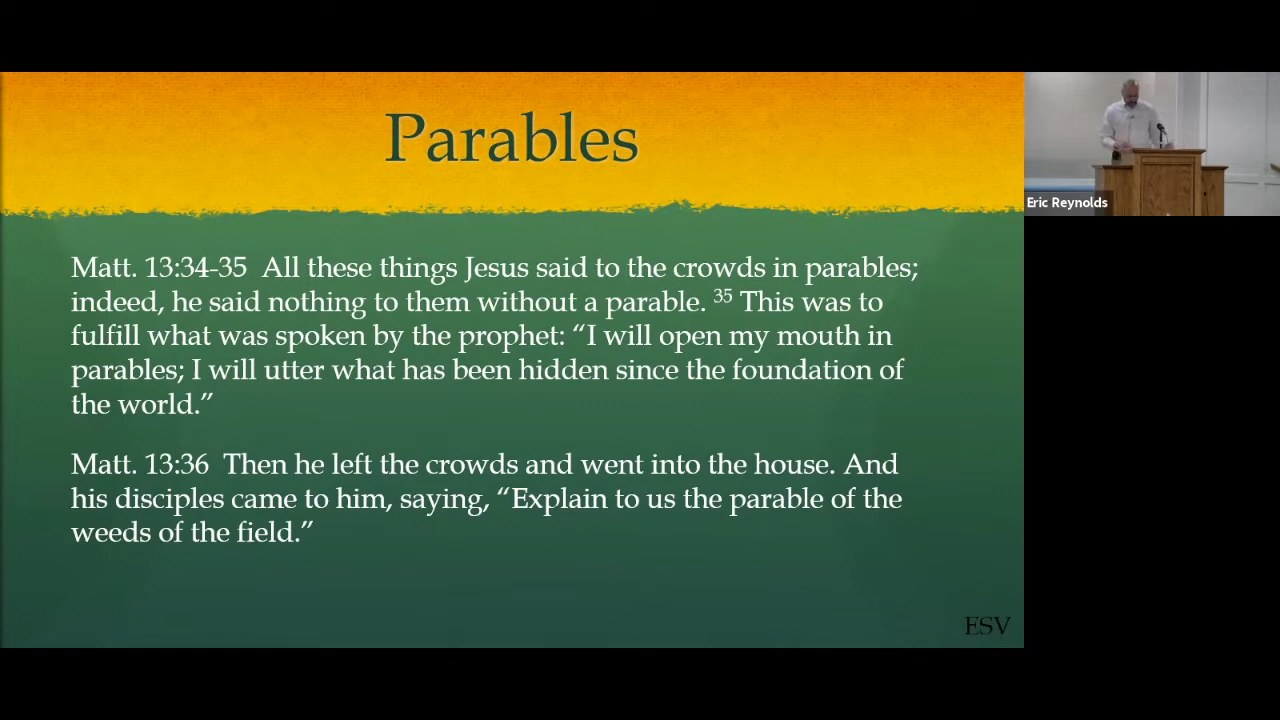 Parables
Matt. 13:34-35  All these things Jesus said to the crowds in parables;
indeed, he said nothing to them without a parable. 35 This was to
fulfill what was spoken by the prophet: “I will open my mouth in
parables; I will utter what has been hidden since the foundation of
the world.”
Matt. 13:36  Then he left the crowds and went into the house. And
his disciples came to him, saying, “Explain to us the parable of the
weeds of the field.”
ESV
Eric Reynolds